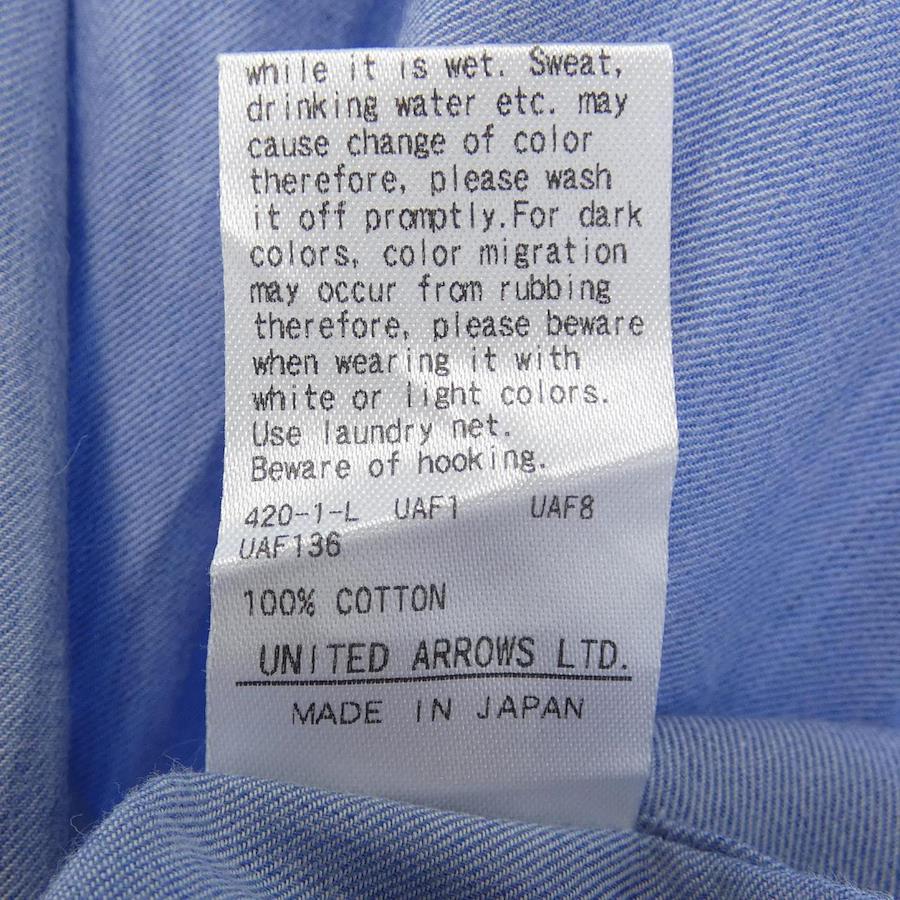 while it is wet. Sweat,
drinking water etc. may
cause change of color
therefore, please wash
it off promptly.For dark
colors, color migration
may occur from rubbing
therefore, please beware
when wearing it with
white or light colors.
Use laundry net.
Beware of hooking.
420-1-L UAF1 UAF8
UAF136
100% COTTON
UNITED ARROWS LTD.
MADE IN JAPAN